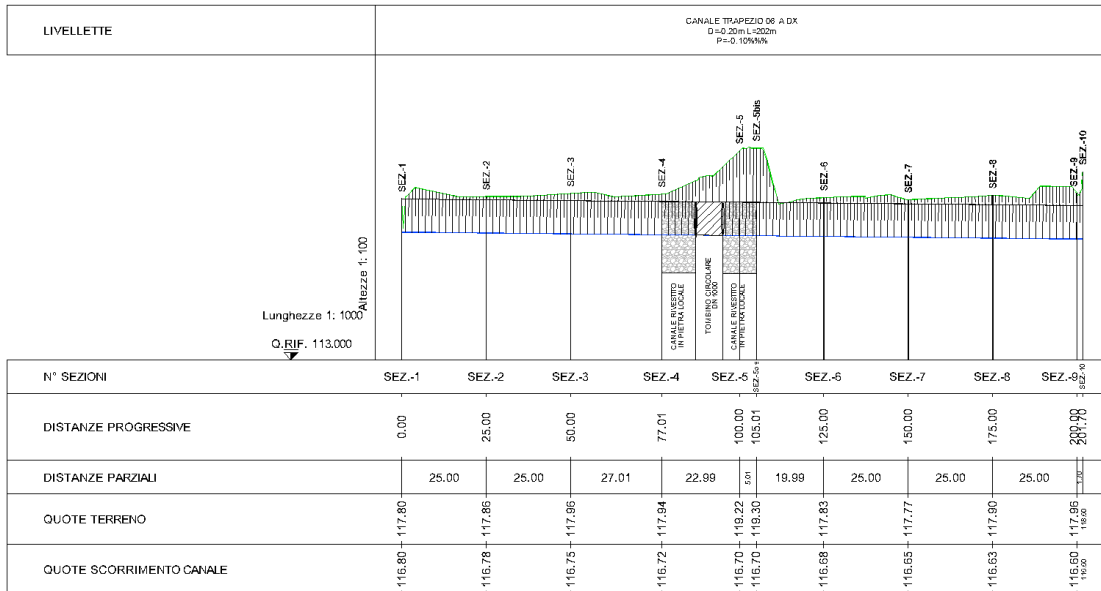 LIVELLETTE
CANALE TRAPEZIO 06 A DX
D=-0.20m L=202m
P=-0.10%%%
SEZ.-1
SEZ.-2
SEZ.-3
SEZ.-4
SEZ.-5
SEZ.-5bis
SEZ.-6
SEZ.-7
SEZ.-8
SEZ.-9
SEZ.-10
Altezze 1: 100
Lunghezze 1: 1000
Q.RIF. 113.000
CANALE RIVESTITO
IN PIETRA LOCALE
TOMBINO CIRCOLARE
DN 1000
CANALE RIVESTITO
IN PIETRA LOCALE
N° SEZIONI
SEZ.-1 SEZ.-2 SEZ.-3 SEZ.-4 SEZ.-5 SEZ.-5bis SEZ.-6 SEZ.-7 SEZ.-8 SEZ.-9 SEZ.-10
DISTANZE PROGRESSIVE
0.00 25.00 50.00 77.01 100.00 105.01 125.00 150.00 175.00 200.00 201.70
DISTANZE PARZIALI
25.00 25.00 27.01 22.99 5.01 19.99 25.00 25.00 25.00 1.70
QUOTE TERRENO
117.80 117.86 117.96 117.94 119.22 119.30 117.83 117.77 117.90 117.96
QUOTE SCORRIMENTO CANALE
116.80 116.78 116.75 116.72 116.70 116.70 116.68 116.65 116.63 116.60 116.60